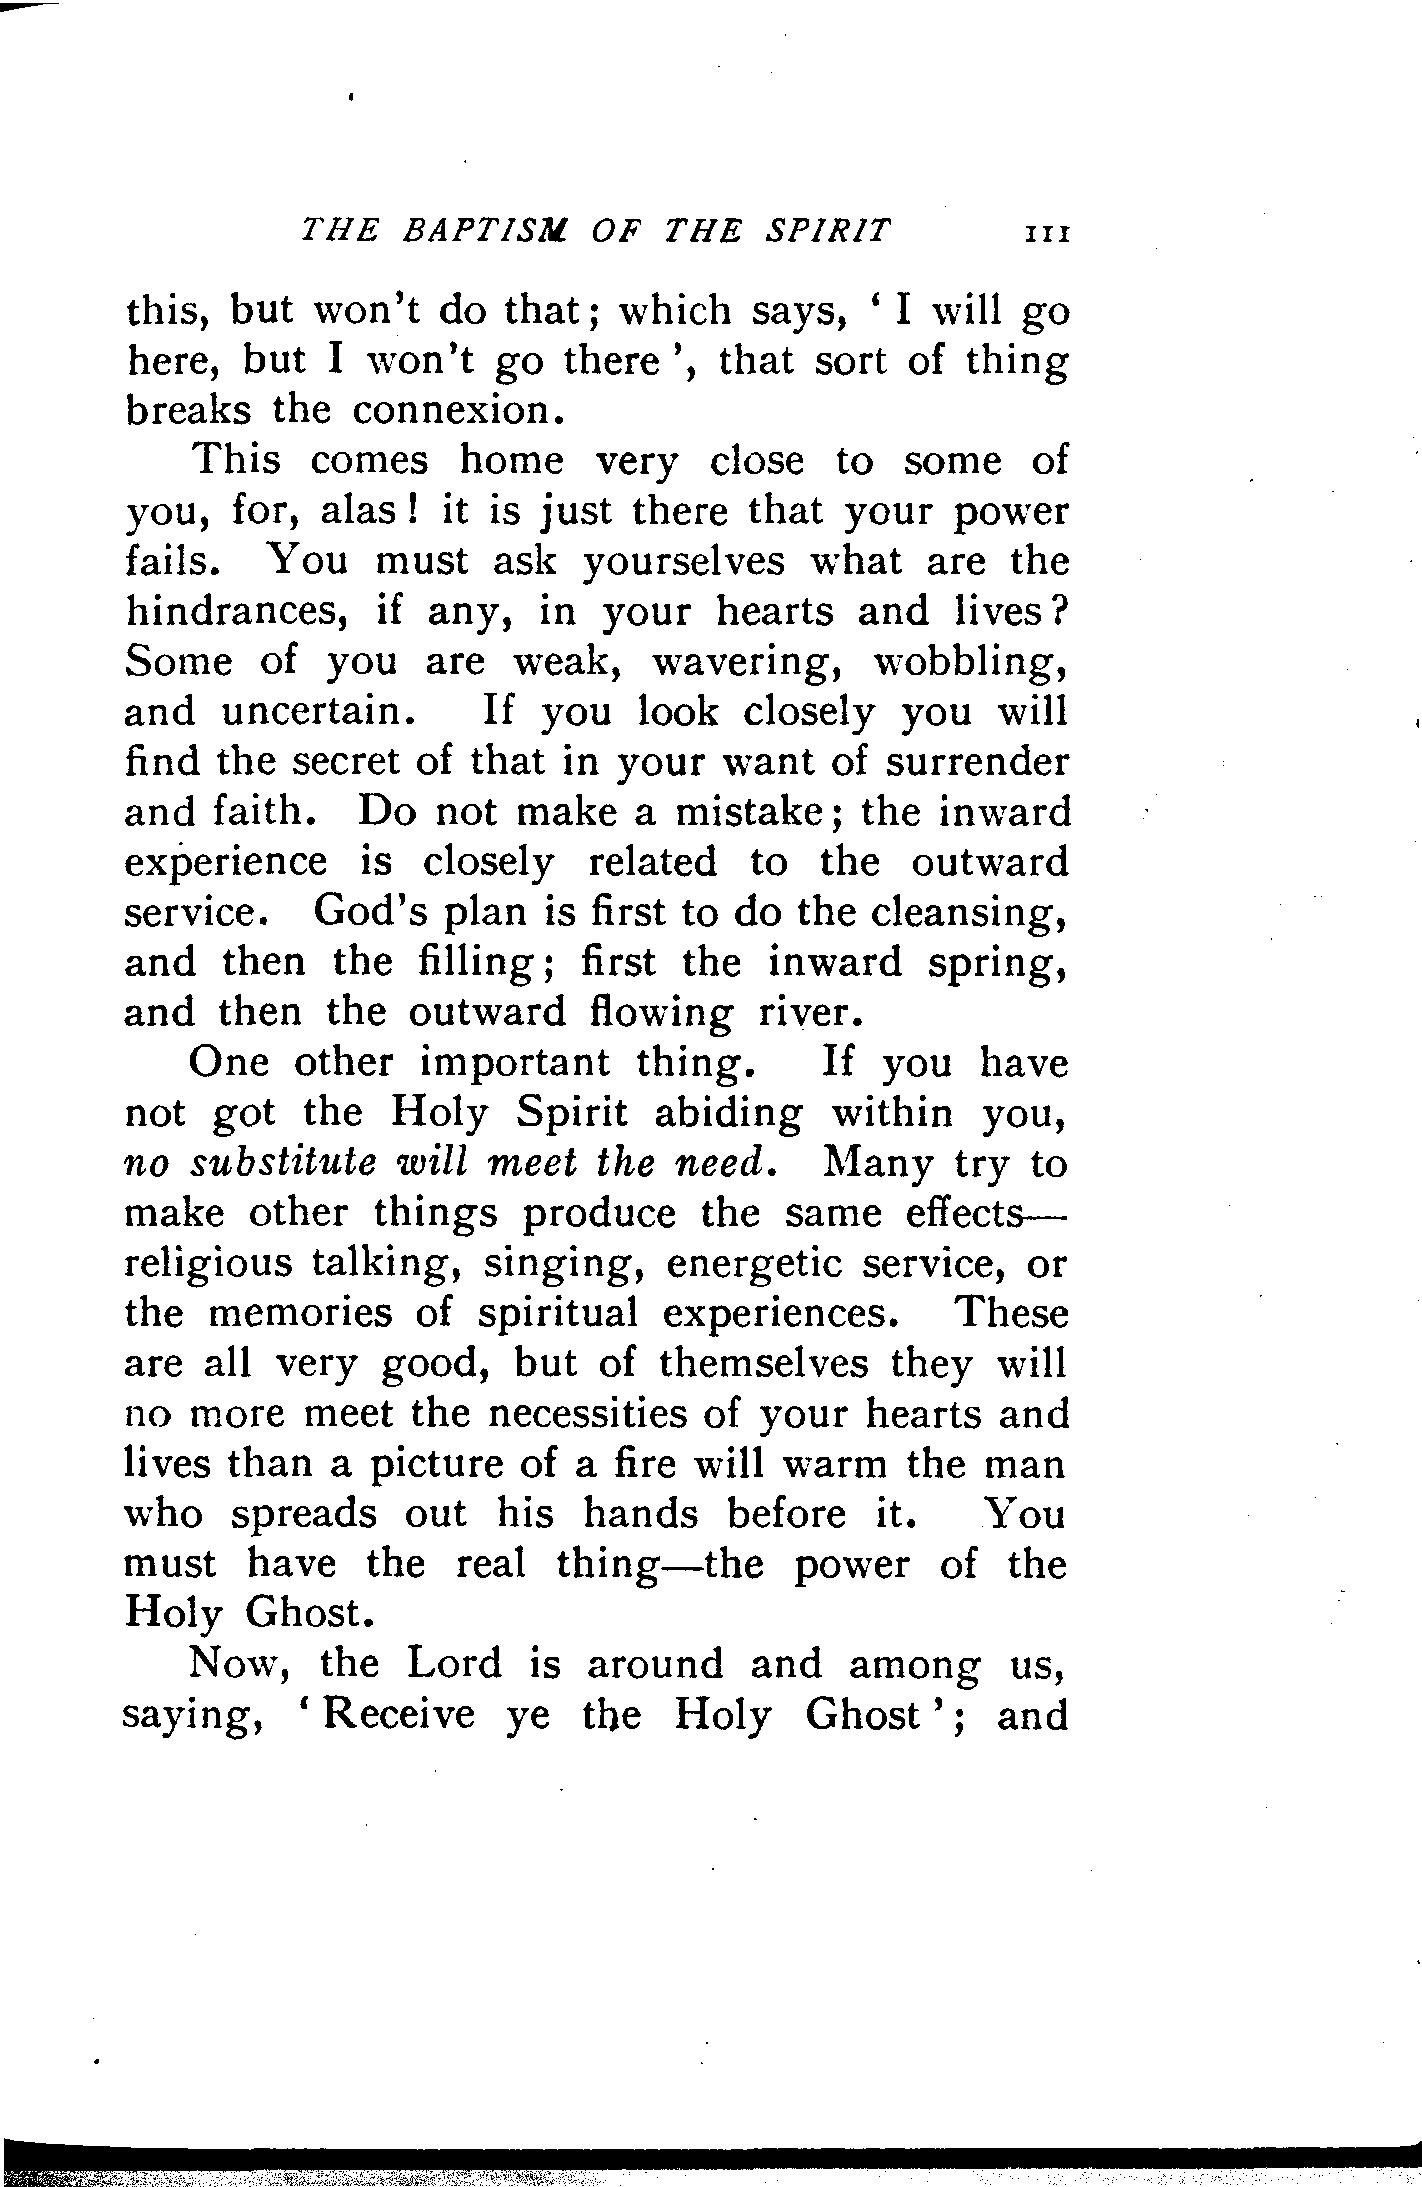 THE BAPTISM OF THE SPIRIT 111
this, but won't do that; which says, ' I will go
here, but I won't go there ', that sort of thing
breaks the connexion.
This comes home very close to some of
you, for, alas! it is just there that your power
fails. You must ask yourselves what are the
hindrances, if any, in your hearts and lives?
Some of you are weak, wavering, wobbling,
and uncertain. If you look closely you will
find the secret of that in your want of surrender
and faith. Do not make a mistake; the inward
experience is closely related to the outward
service. God's plan is first to do the cleansing,
and then the filling; first the inward spring,
and then the outward flowing river.
One other important thing. If you have
not got the Holy Spirit abiding within you,
no substitute will meet the need. Many try to
make other things produce the same effects—
religious talking, singing, energetic service, or
the memories of spiritual experiences. These
are all very good, but of themselves they will
no more meet the necessities of your hearts and
lives than a picture of a fire will warm the man
who spreads out his hands before it. You
must have the real thing—the power of the
Holy Ghost.
Now, the Lord is around and among us,
saying, ' Receive ye the Holy Ghost '; and